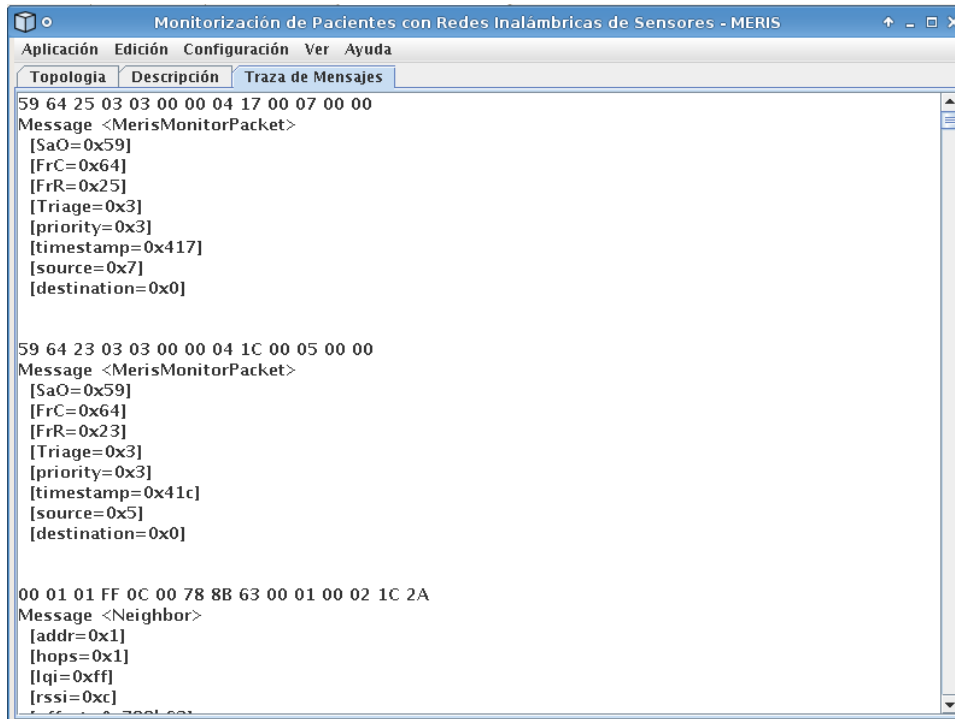 Monitorización de Pacientes con Redes Inalámbricas de Sensores - MERIS
Aplicación Edición Configuración Ver Ayuda
Topologia Descripción Traza de Mensajes
59 64 25 03 03 00 00 04 17 00 07 00 00
Message <MerisMonitorPacket>
[SaO=0x59]
[FrC=0x64]
[FrR=0x25]
[Triage=0x3]
[priority=0x3]
[timestamp=0x417]
[source=0x7]
[destination=0x0]
59 64 23 03 03 00 00 04 1C 00 05 00 00
Message <MerisMonitorPacket>
[SaO=0x59]
[FrC=0x64]
[FrR=0x23]
[Triage=0x3]
[priority=0x3]
[timestamp=0x41c]
[source=0x5]
[destination=0x0]
00 01 01 FF 0C 00 78 8B 63 00 01 00 02 1C 2A
Message <Neighbor>
[addr=0x1]
[hops=0x1]
[lqi=0xff]
[rssi=0xc]